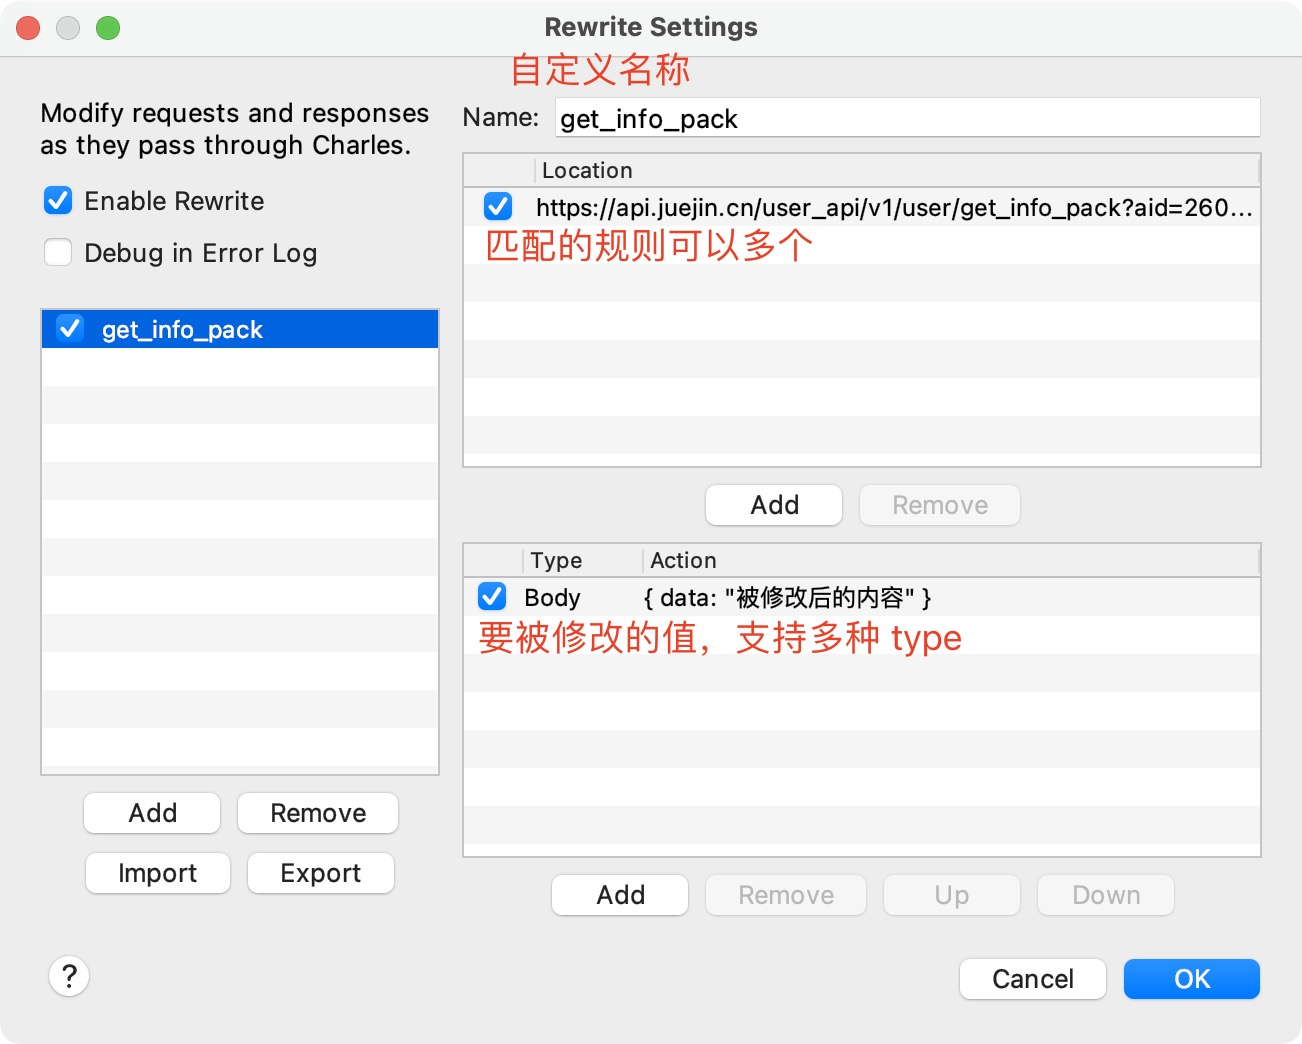 Rewrite Settings
Modify requests and responses
as they pass through Charles.
Enable Rewrite
Debug in Error Log
get_info_pack
Add
Remove
Import
Export
?
自定义名称
Name: get_info_pack
Location
https://api.juejin.cn/user_api/v1/user/get_info_pack?aid=260...
匹配的规则可以多个
Add
Remove
Type
Action
Body
{ data: "被修改后的内容" }
要被修改的值，支持多种 type
Add
Remove
Up
Down
Cancel
OK